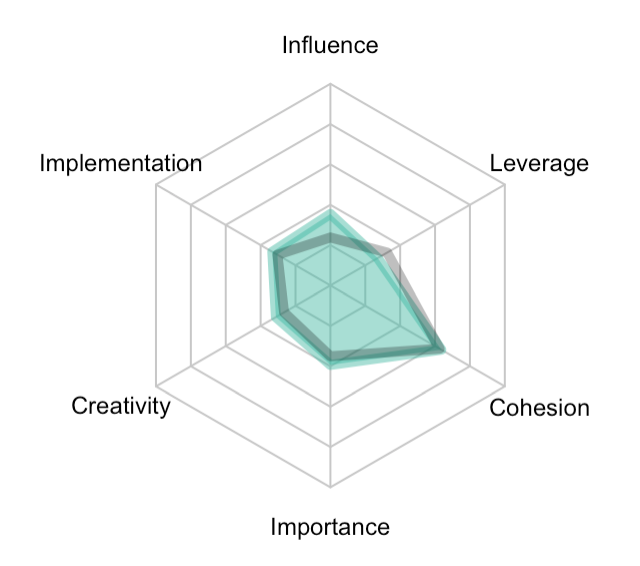 Influence
Implementation
Leverage
Creativity
Cohesion
Importance